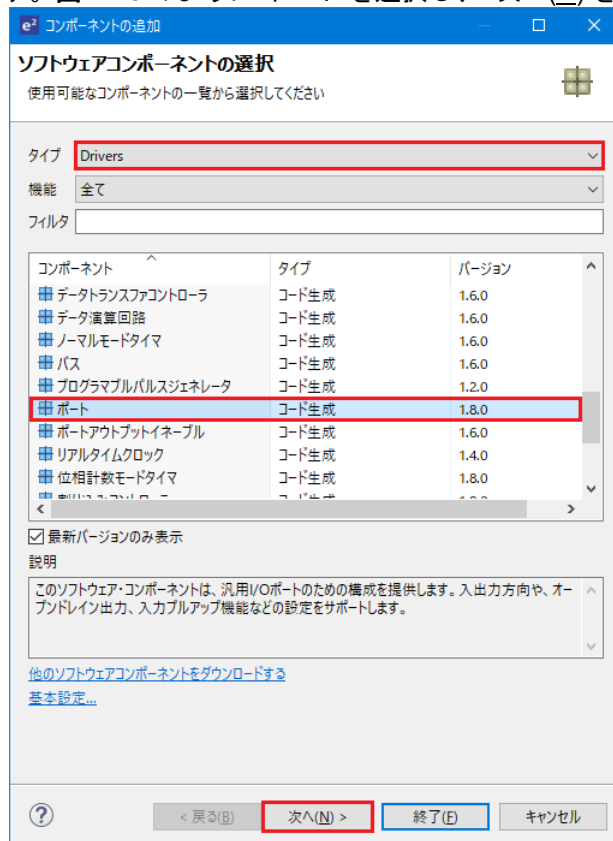 e² コンポーネントの追加
ソフトウェアコンポーネントの選択
使用可能なコンポーネントの一覧から選択してください
タイプ Drivers
機能 全て
フィルタ
コンポーネント タイプ バージョン
データトランスファコントローラ コード生成 1.6.0
データ演算回路 コード生成 1.6.0
ノーマルモードタイマ コード生成 1.6.0
バス コード生成 1.6.0
プログラマブルパルスジェネレータ コード生成 1.2.0
ポート コード生成 1.8.0
ポートアウトプットイネーブル コード生成 1.6.0
リアルタイムクロック コード生成 1.4.0
位相計数モードタイマ コード生成 1.8.0
最新バージョンのみ表示
説明
このソフトウェア・コンポーネントは、汎用I/Oポートのための構成を提供します。入出力方向や、オー
プンドレイン出力、入力プルアップ機能などの設定をサポートします。
他のソフトウェアコンポーネントをダウンロードする
基本設定...
? < 戻る(B) 次へ(N) > 終了(F) キャンセル